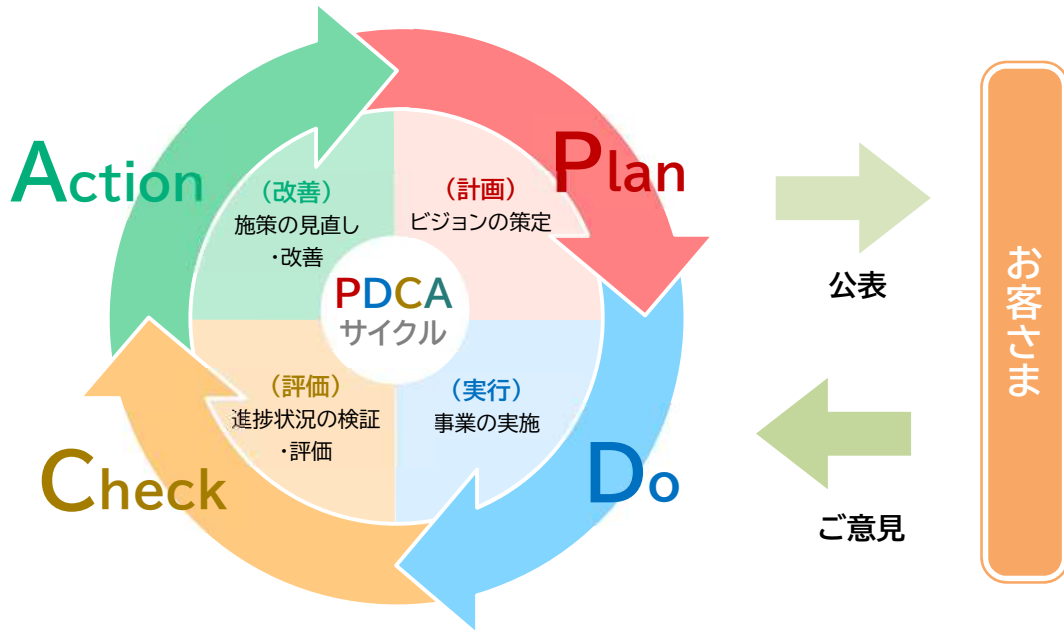 Action
(改善)
施策の見直し
・改善
Plan
(計画)
ビジョンの策定
PDCA
サイクル
Check
(評価)
進捗状況の検証
・評価
Do
(実行)
事業の実施
公表
ご意見
お客さま